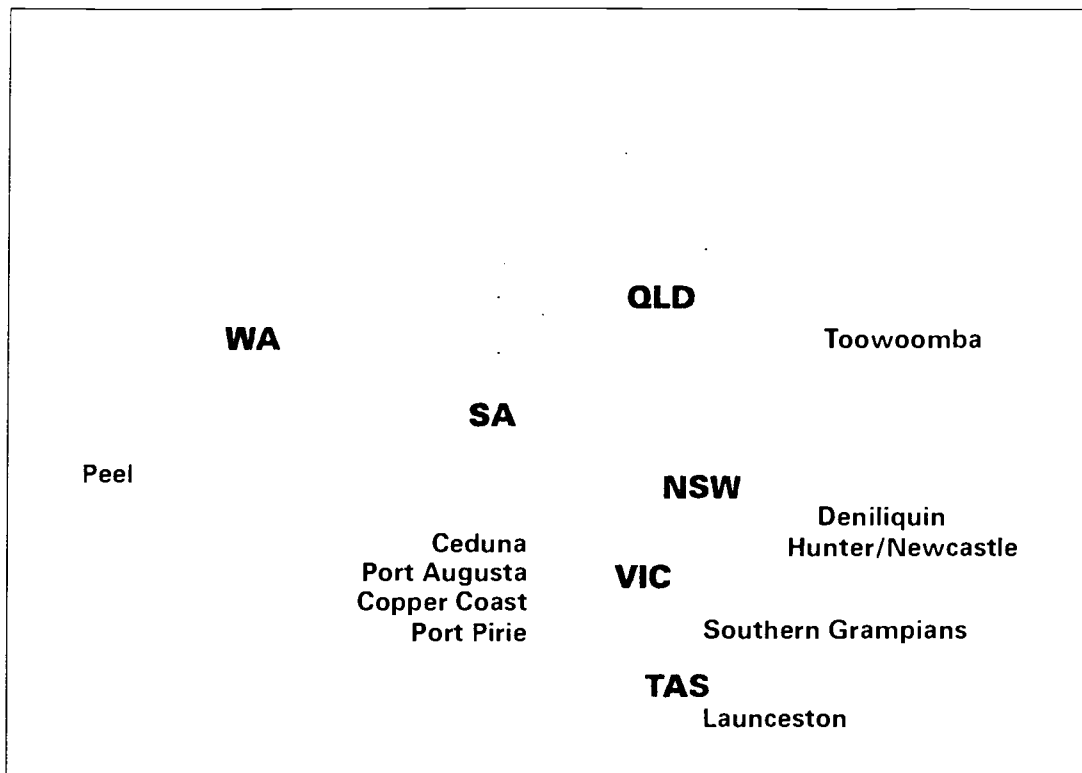 QLD
WA
Toowoomba
SA
Peel
NSW
Deniliquin
Hunter/Newcastle
Ceduna
Port Augusta
Copper Coast
Port Pirie
VIC
Southern Grampians
TAS
Launceston